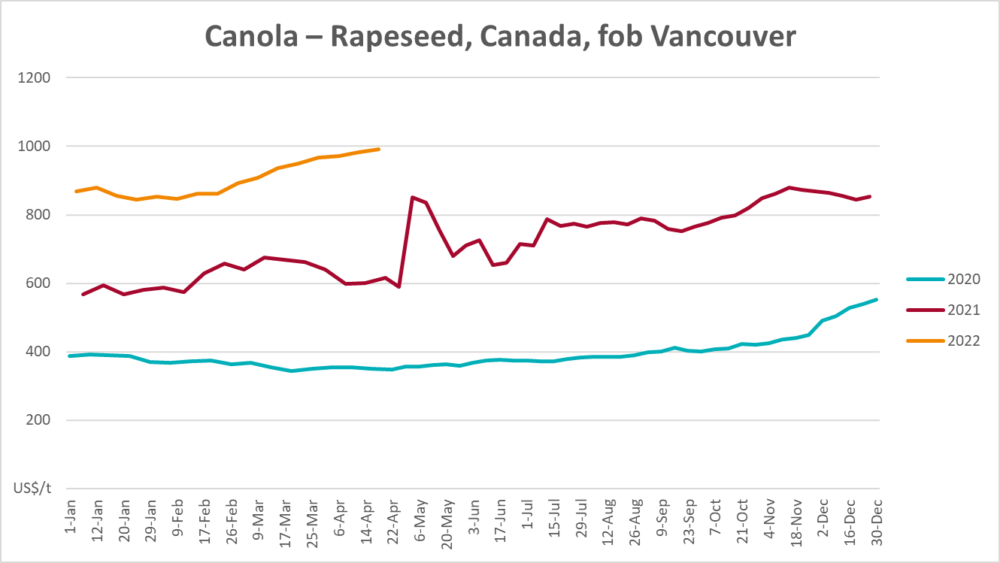 Canola – Rapeseed, Canada, fob Vancouver
1200
1000
800
600
400
200
US$/t
1-Jan
12-Jan
20-Jan
29-Jan
9-Feb
17-Feb
26-Feb
9-Mar
17-Mar
25-Mar
6-Apr
14-Apr
22-Apr
6-May
20-May
3-Jun
17-Jun
1-Jul
15-Jul
29-Jul
12-Aug
26-Aug
9-Sep
23-Sep
7-Oct
21-Oct
4-Nov
18-Nov
2-Dec
16-Dec
30-Dec
2020
2021
2022